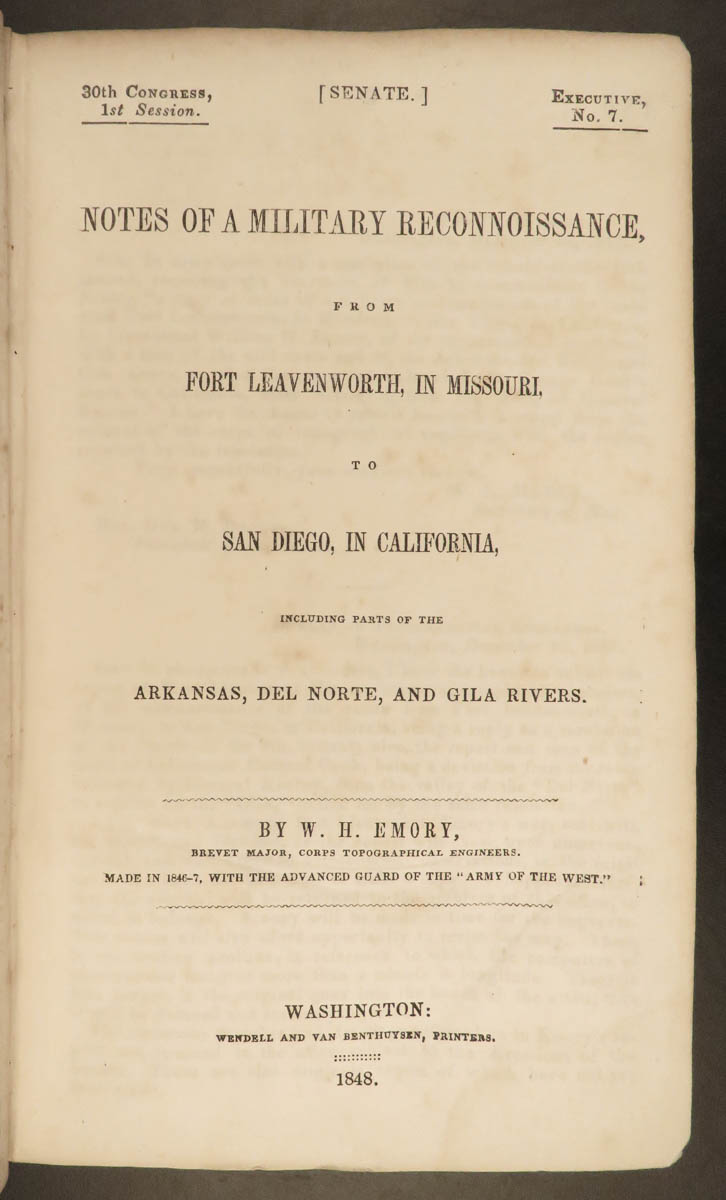 30th Congress,
1st Session.
[SENATE.]
Executive,
No. 7.
NOTES OF A MILITARY RECONNOISSANCE,
FROM
FORT LEAVENWORTH, IN MISSOURI,
TO
SAN DIEGO, IN CALIFORNIA,
INCLUDING PARTS OF THE
ARKANSAS, DEL NORTE, AND GILA RIVERS.
BY W. H. EMORY,
BREVET MAJOR, CORPS TOPOGRAPHICAL ENGINEERS.
MADE IN 1846-7, WITH THE ADVANCED GUARD OF THE "ARMY OF THE WEST."
WASHINGTON:
WENDELL AND VAN BENTHUYSEN, PRINTERS.
1848.